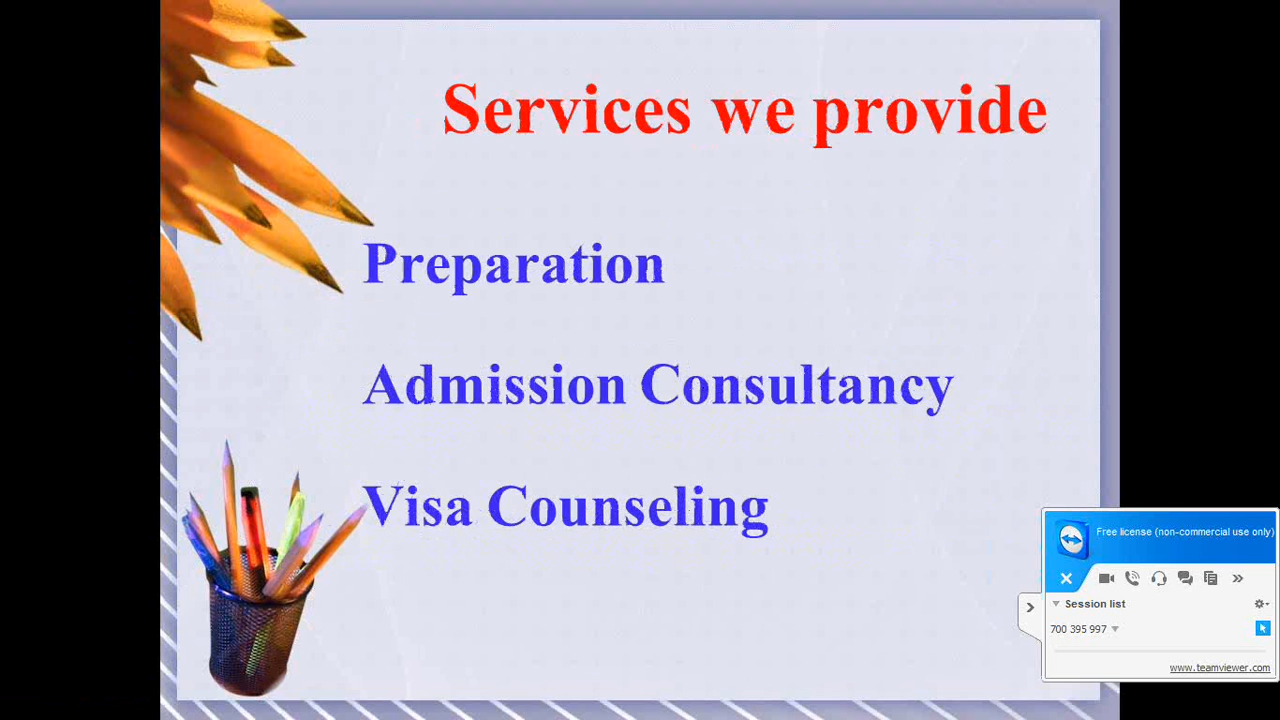 Services we provide
Preparation
Admission Consultancy
Visa Counseling
Free license (non-commercial use only)
Session list
700 395 997
www.teamviewer.com